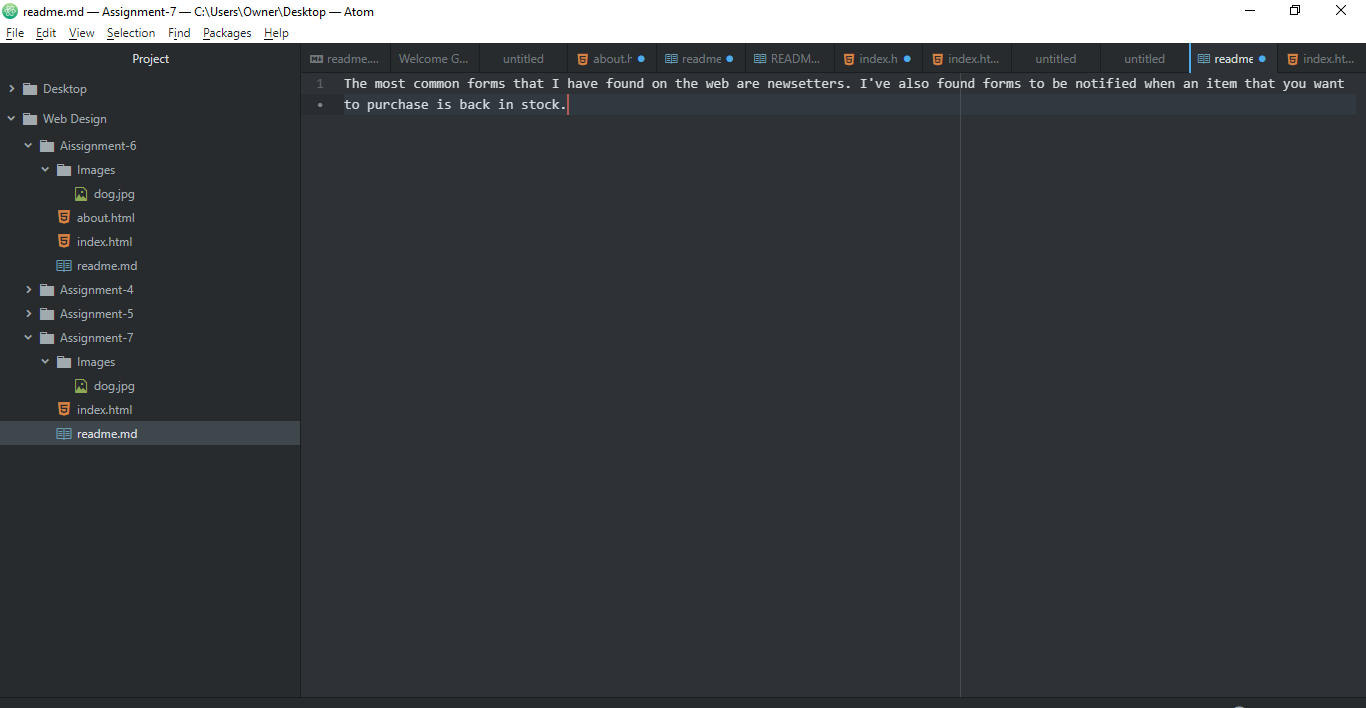 readme.md — Assignment-7 — C:\Users\Owner\Desktop — Atom
File Edit View Selection Find Packages Help
Project
readme.... Welcome G... untitled about.h readme READM... index.h index.ht... untitled untitled readme index.ht...
Desktop
Web Design
Aissignment-6
Images
dog.jpg
about.html
index.html
readme.md
Assignment-4
Assignment-5
Assignment-7
Images
dog.jpg
index.html
readme.md
1 The most common forms that I have found on the web are newsetters. I've also found forms to be notified when an item that you want
• to purchase is back in stock.